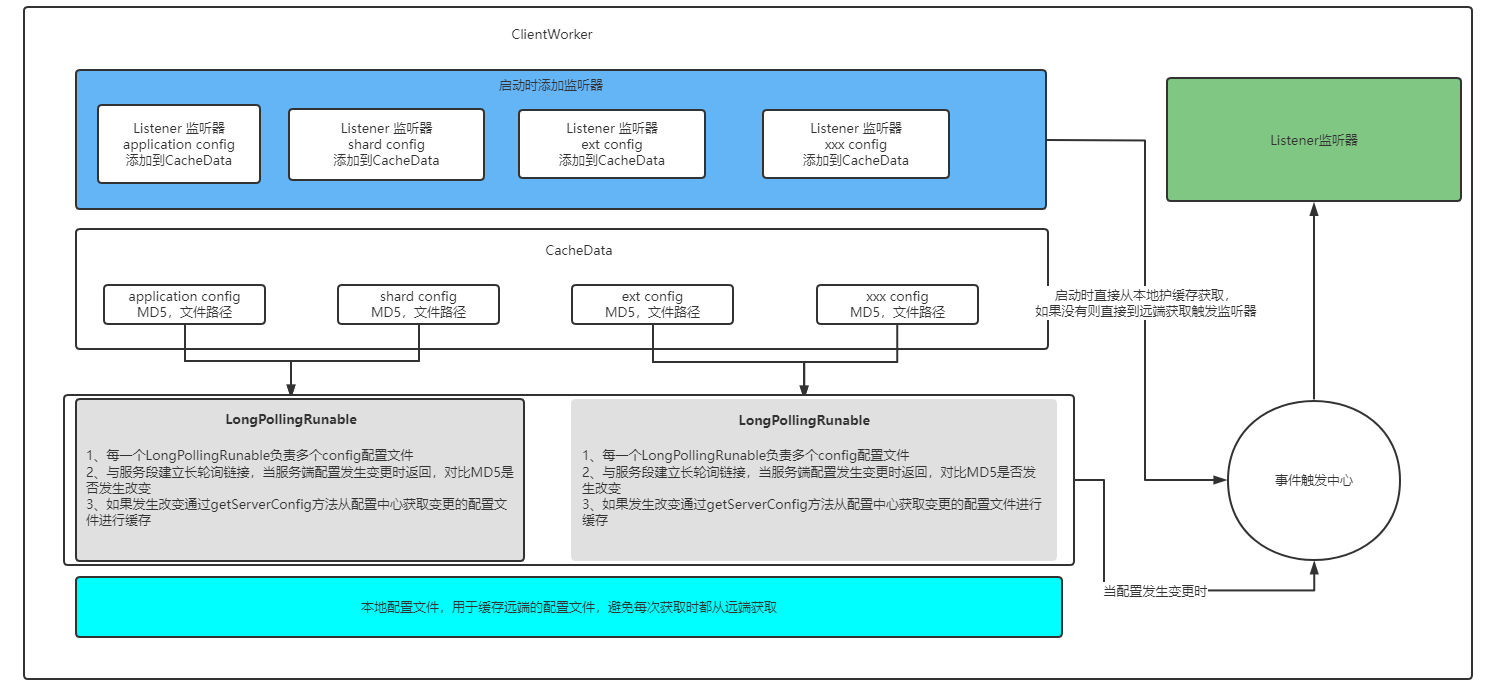 ClientWorker
启动时添加监听器
Listener 监听器
application config
添加到CacheData
Listener 监听器
shard config
添加到CacheData
Listener 监听器
ext config
添加到CacheData
Listener 监听器
xxx config
添加到CacheData
Listener监听器
CacheData
application config
MD5，文件路径
shard config
MD5，文件路径
ext config
MD5，文件路径
xxx config
MD5，文件路径
启动时直接从本地护缓存获取，
如果没有则直接到远端获取触发监听器
LongPollingRunable
1、每一个LongPollingRunable负责多个config配置文件
2、与服务段建立长轮询链接，当服务端配置发生变更时返回，对比MD5是
否发生改变
3、如果发生改变通过getServerConfig方法从配置中心获取变更的配置文
件进行缓存
LongPollingRunable
1、每一个LongPollingRunable负责多个config配置文件
2、与服务段建立长轮询链接，当服务端配置发生变更时返回，对比MD5是否发
生改变
3、如果发生改变通过getServerConfig方法从配置中心获取变更的配置文件进行
缓存
事件触发中心
当配置发生变更时
本地配置文件，用于缓存远端的配置文件，避免每次获取时都从远端获取